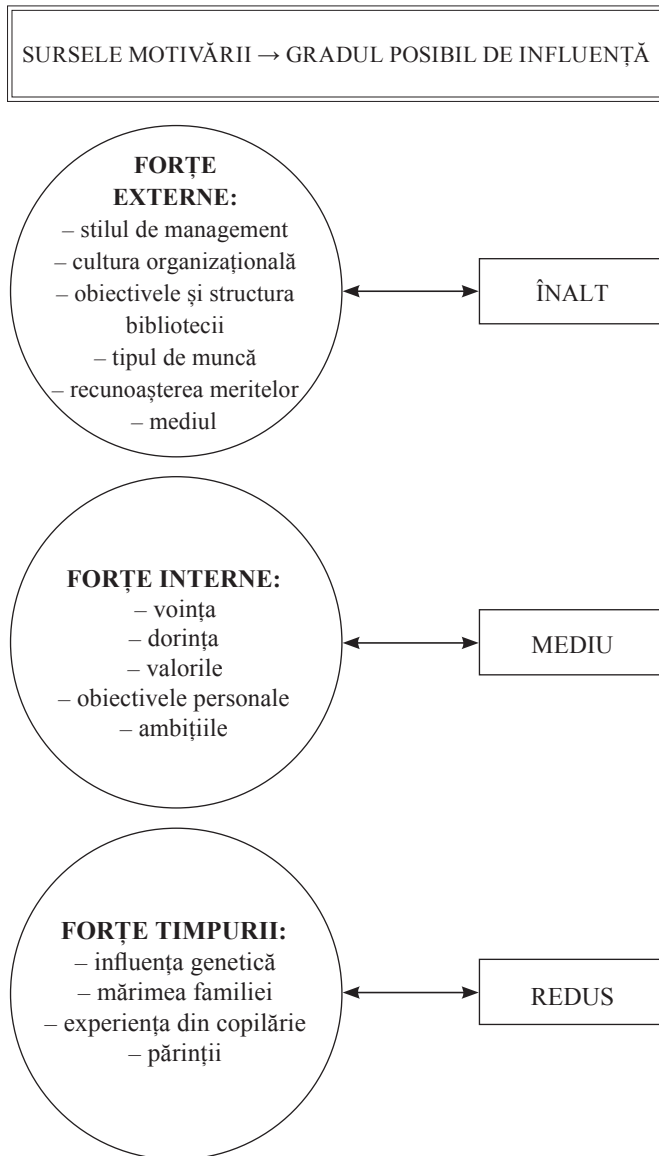 SURSELE MOTIVĂRII → GRADUL POSIBIL DE INFLUENȚĂ
FORȚE
EXTERNE:
– stilul de management
– cultura organizațională
– obiectivele și structura
bibliotecii
– tipul de muncă
– recunoașterea meritelor
– mediul
ÎNALT
FORȚE INTERNE:
– voința
– dorința
– valorile
– obiectivele personale
– ambițiile
MEDIU
FORȚE TIMPURII:
– influența genetică
– mărimea familiei
– experiența din copilărie
– părinții
REDUS